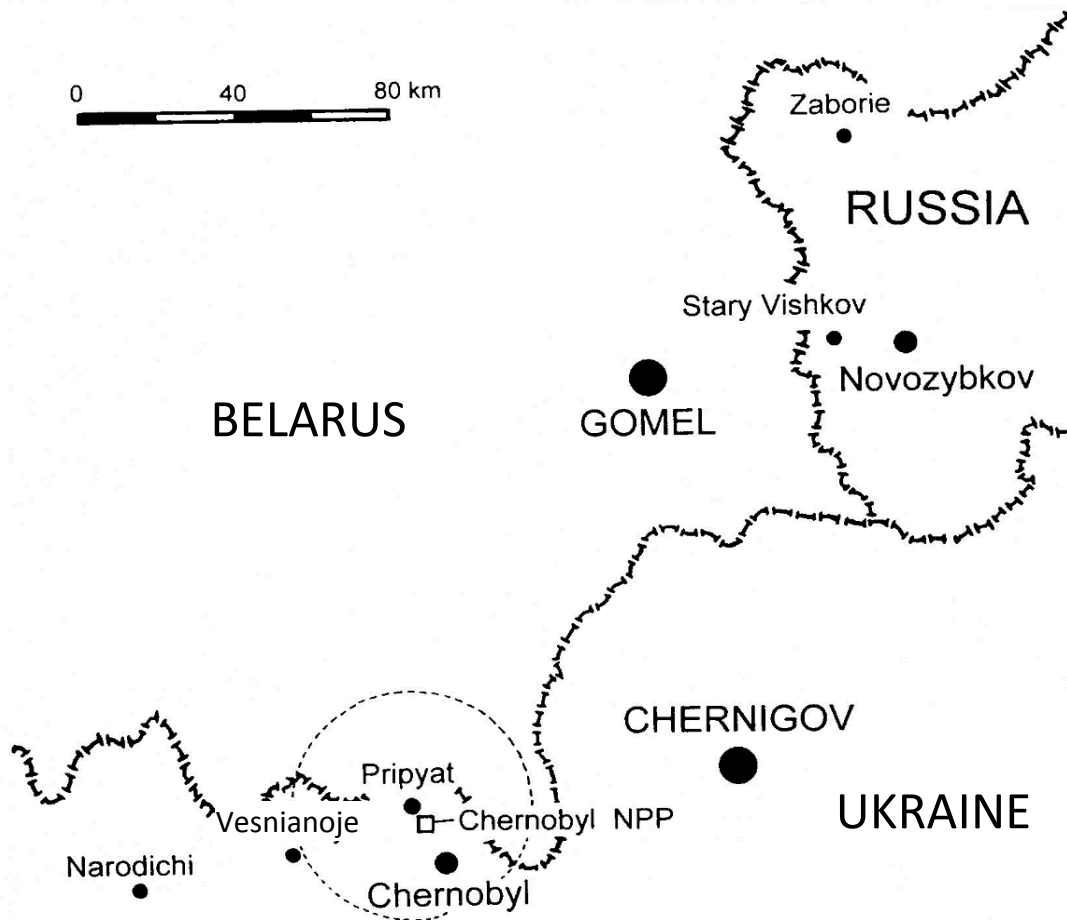 0 40 80 km
Zaborie
RUSSIA
Stary Vishkov
Novozybkov
GOMEL
BELARUS
CHERNIGOV
Pripyat
Chernobyl NPP
UKRAINE
Vesnianoje
Narodichi
Chernobyl